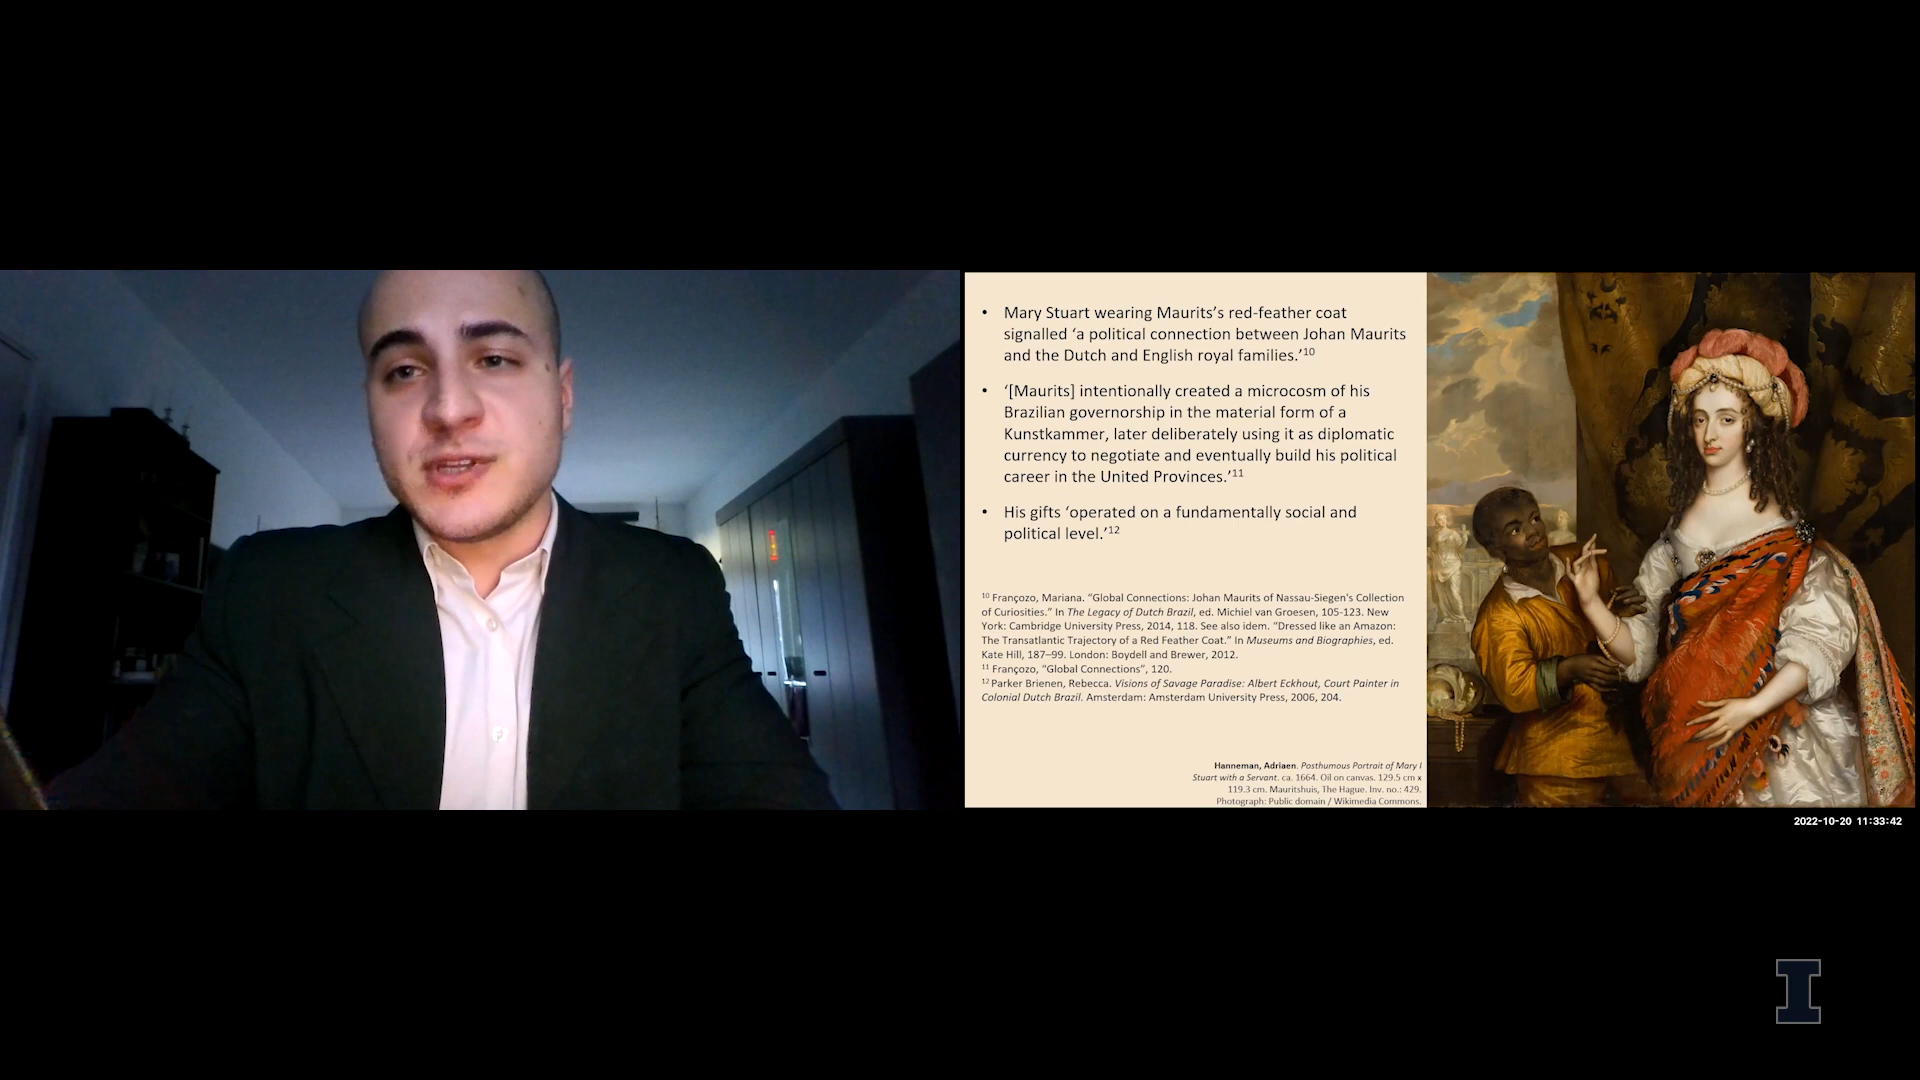 • Mary Stuart wearing Maurits’s red-feather coat
signalled ‘a political connection between Johan Maurits
and the Dutch and English royal families.’10
• ‘[Maurits] intentionally created a microcosm of his
Brazilian governorship in the material form of a
Kunstkammer, later deliberately using it as diplomatic
currency to negotiate and eventually build his political
career in the United Provinces.’11
• His gifts ‘operated on a fundamentally social and
political level.’12
10 Françozo, Mariana. “Global Connections: Johan Maurits of Nassau-Siegen's Collection
of Curiosities.” In The Legacy of Dutch Brazil, ed. Michiel van Groesen, 105-123. New
York: Cambridge University Press, 2014, 118. See also idem. “Dressed like an Amazon:
The Transatlantic Trajectory of a Red Feather Coat.” In Museums and Biographies, ed.
Kate Hill, 187–99. London: Boydell and Brewer, 2012.
11 Françozo, “Global Connections”, 120.
12 Parker Brienen, Rebecca. Visions of Savage Paradise: Albert Eckhout, Court Painter in
Colonial Dutch Brazil. Amsterdam: Amsterdam University Press, 2006, 204.
Hanneman, Adriaen. Posthumous Portrait of Mary I
Stuart with a Servant. ca. 1664. Oil on canvas. 129.5 cm x
119.3 cm. Mauritshuis, The Hague. Inv. no.: 429.
Photograph: Public domain / Wikimedia Commons.
2022-10-20 11:33:42
I